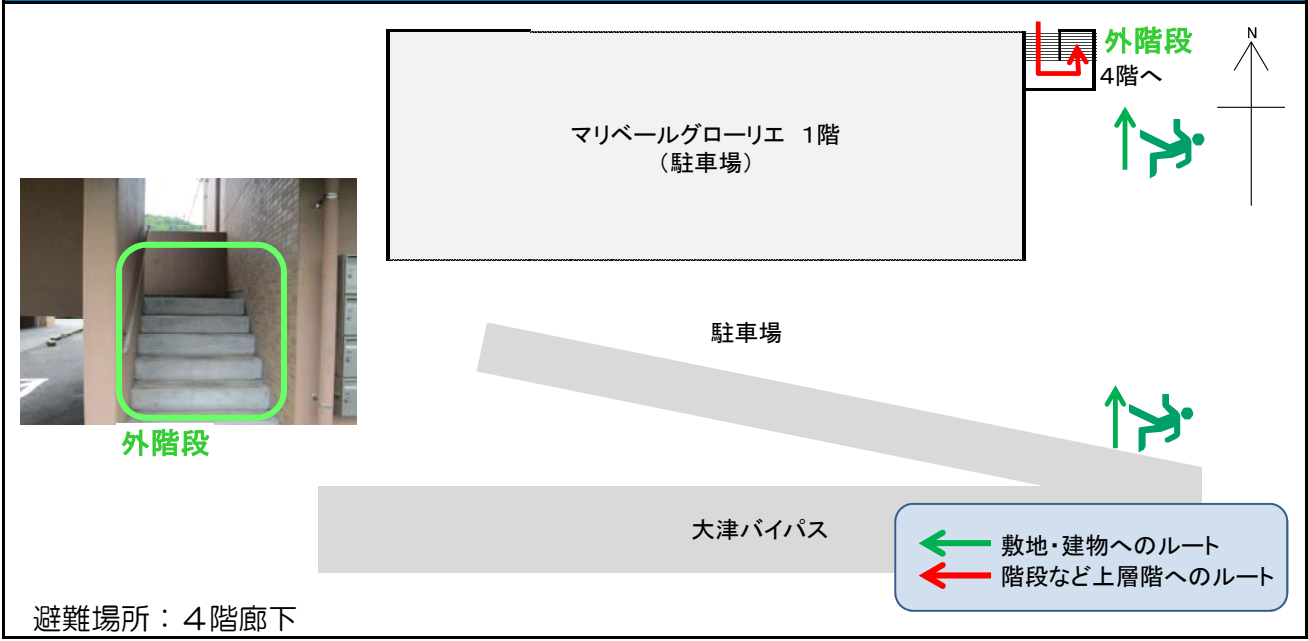 外階段
4階へ
N
マリベールグローリエ 1階
(駐車場)
外階段
駐車場
大津バイパス
敷地・建物へのルート
階段など上層階へのルート
避難場所：４階廊下